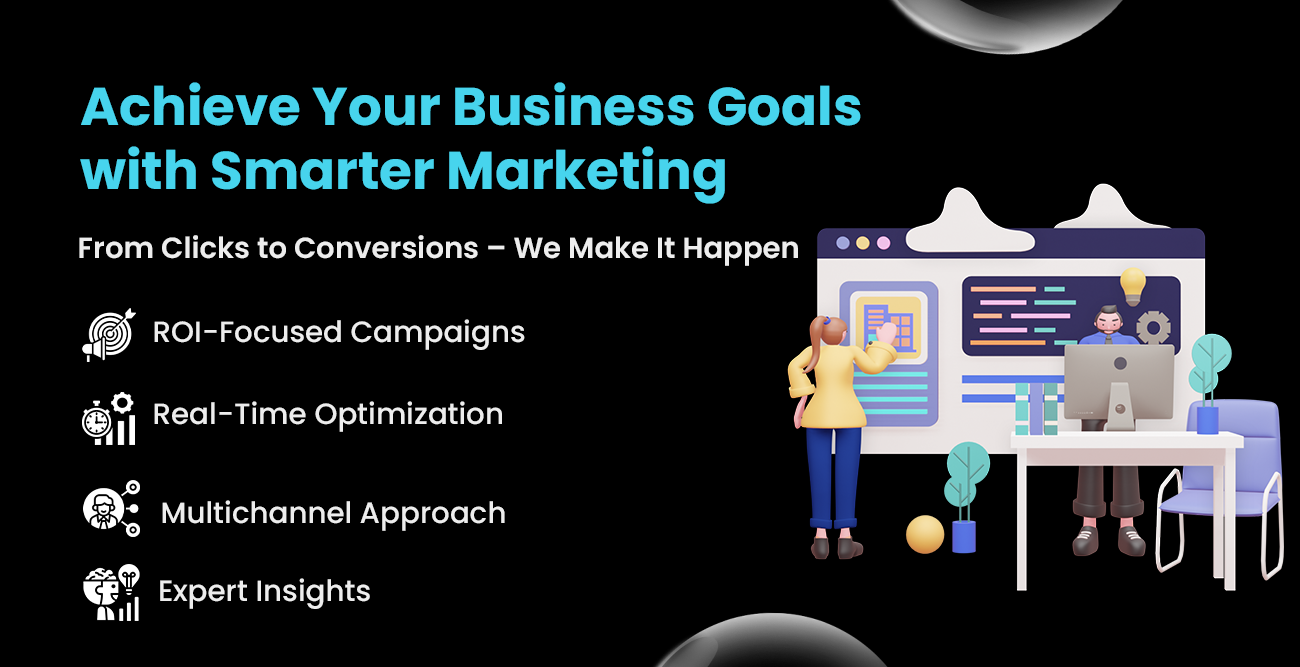 Achieve Your Business Goals
with Smarter Marketing
From Clicks to Conversions – We Make It Happen
ROI-Focused Campaigns
Real-Time Optimization
Multichannel Approach
Expert Insights